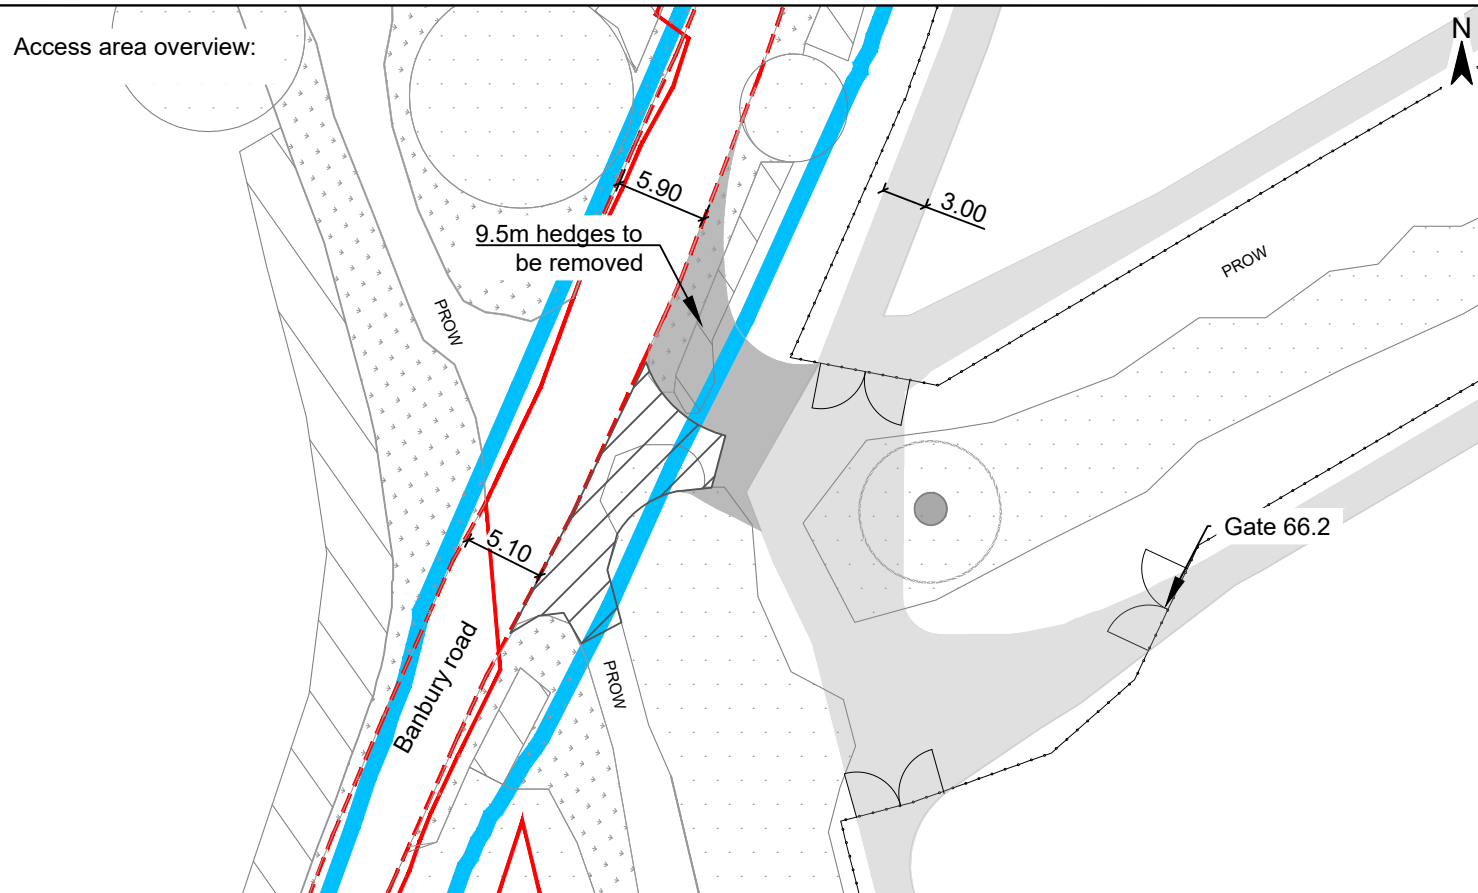 Access area overview:
N
5.90
3.00
9.5m hedges to
be removed
PROW
PROW
Gate 66.2
5.10
Banbury road
PROW